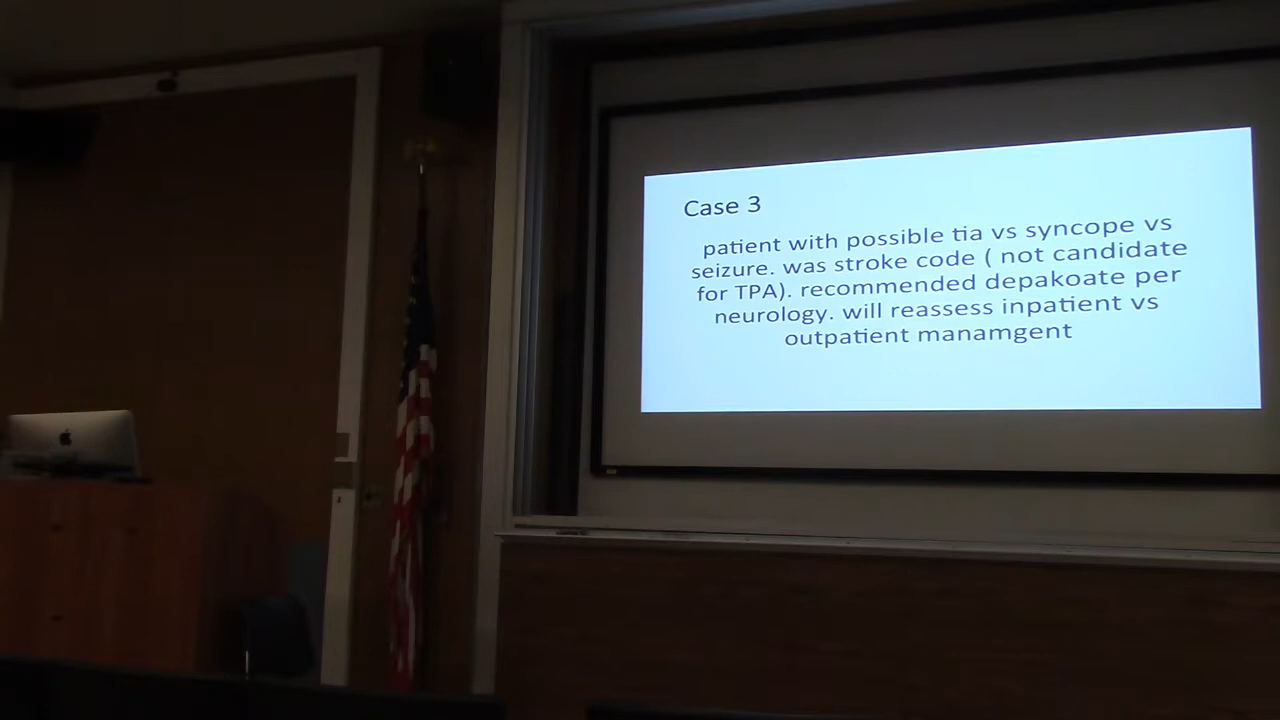 Case 3
patient with possible tia vs syncope vs
seizure. was stroke code ( not candidate
for TPA). recommended depakoate per
neurology. will reassess inpatient vs
outpatient manamgent